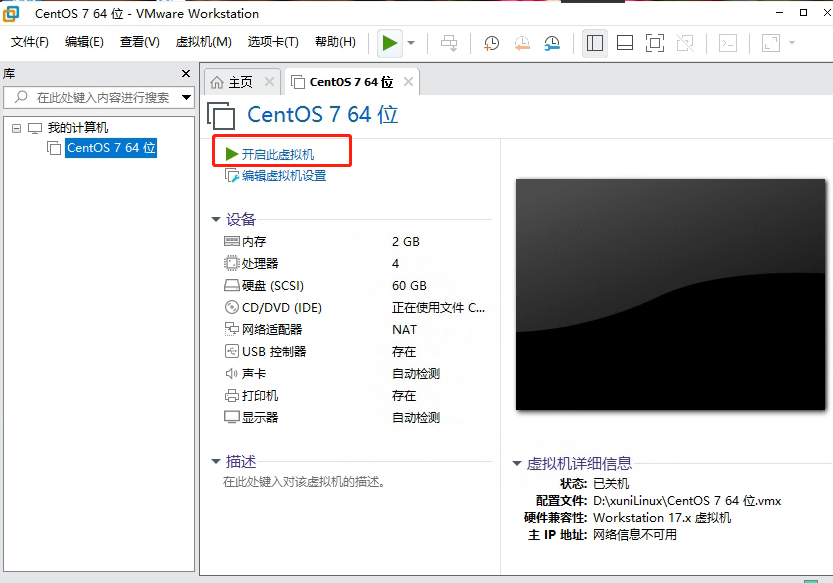 CentOS 7 64 位 - VMware Workstation
文件(F) 编辑(E) 查看(V) 虚拟机(M) 选项卡(T) 帮助(H)
库
在此处键入内容进行搜索
我的计算机
CentOS 7 64 位
主页 CentOS 7 64 位
CentOS 7 64 位
开启此虚拟机
编辑虚拟机设置
设备
内存 2 GB
处理器 4
硬盘 (SCSI) 60 GB
CD/DVD (IDE) 正在使用文件 C...
网络适配器 NAT
USB 控制器 存在
声卡 自动检测
打印机 存在
显示器 自动检测
描述
在此处键入对该虚拟机的描述。
虚拟机详细信息
状态: 已关机
配置文件: D:\xuniLinux\CentOS 7 64 位.vmx
硬件兼容性: Workstation 17.x 虚拟机
主 IP 地址: 网络信息不可用